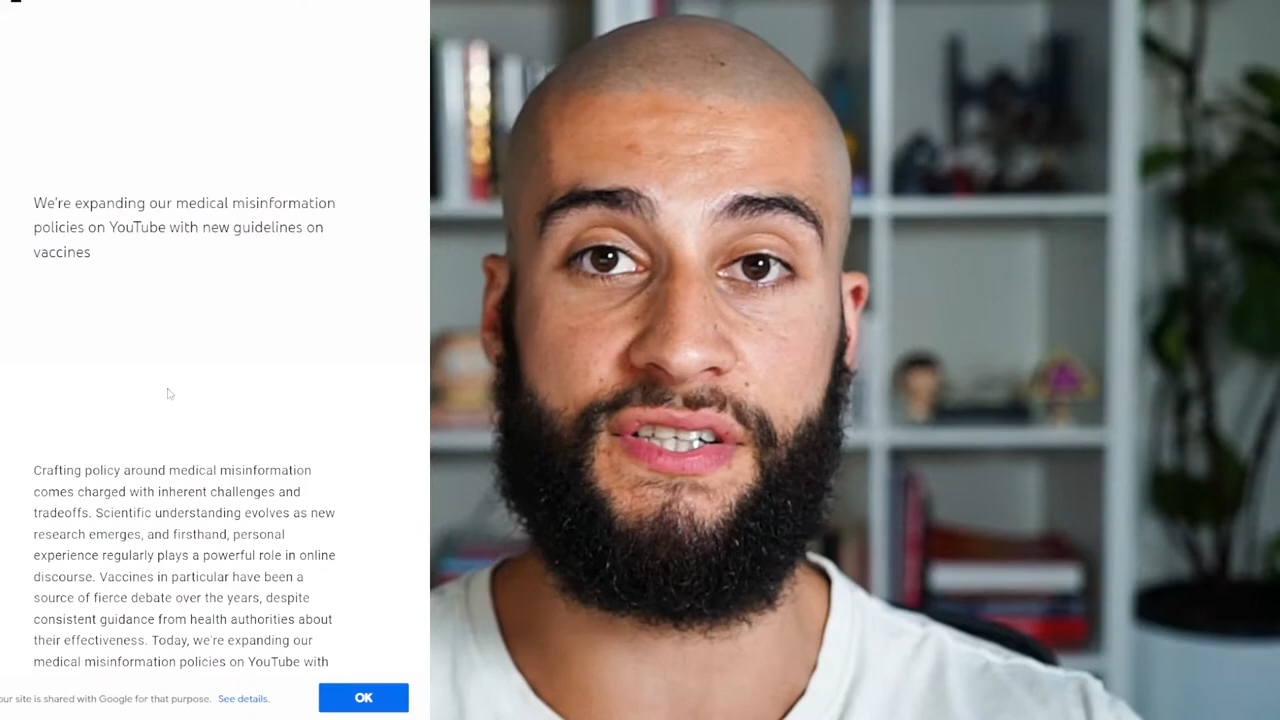 We're expanding our medical misinformation
policies on YouTube with new guidelines on
vaccines
Crafting policy around medical misinformation
comes charged with inherent challenges and
tradeoffs. Scientific understanding evolves as new
research emerges, and firsthand, personal
experience regularly plays a powerful role in online
discourse. Vaccines in particular have been a
source of fierce debate over the years, despite
consistent guidance from health authorities about
their effectiveness. Today, we're expanding our
medical misinformation policies on YouTube with
our site is shared with Google for that purpose. See details.
OK